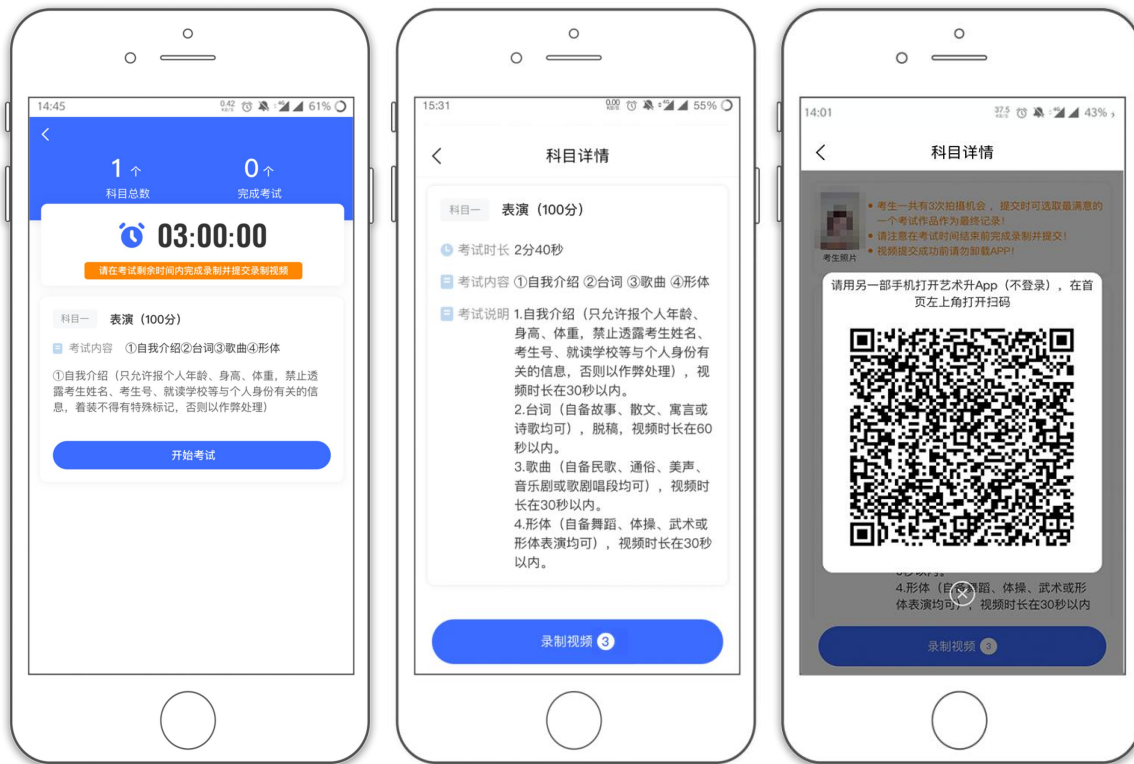 14:45
0.42 KB/s 4G 61%
1个
0个
科目总数
完成考试
03:00:00
请在考试剩余时间内完成录制并提交录制视频
科目一 表演（100分）
考试内容 ①自我介绍②台词③歌曲④形体
①自我介绍（只允许报个人年龄、身高、体重，禁止透
露考生姓名、考生号、就读学校等与个人身份有关的信
息，着装不得有特殊标记，否则以作弊处理）
开始考试
15:31
0.00 KB/s 4G 55%
科目详情
科目一 表演（100分）
考试时长 2分40秒
考试内容 ①自我介绍 ②台词 ③歌曲 ④形体
考试说明 1.自我介绍（只允许报个人年龄、
身高、体重，禁止透露考生姓名、
考生号、就读学校等与个人身份有
关的信息，否则以作弊处理），视
频时长在30秒以内。
2.台词（自备故事、散文、寓言或
诗歌均可），脱稿，视频时长在60
秒以内。
3.歌曲（自备民歌、通俗、美声、
音乐剧或歌剧唱段均可），视频时
长在30秒以内。
4.形体（自备舞蹈、体操、武术或
形体表演均可），视频时长在30秒
以内。
录制视频 3
14:01
37.5 KB/s 4G 43%
科目详情
考生照片
• 考生一共有3次拍摄机会，提交时可选取最满意的
一个考试作品作为最终记录！
• 请注意在考试时间结束前完成录制并提交！
• 视频提交成功前请勿卸载APP！
请用另一部手机打开艺术升App（不登录），在首
页左上角打开扫码
4.形体（自备舞蹈、体操、武术或形
体表演均可），视频时长在30秒以内
录制视频 3